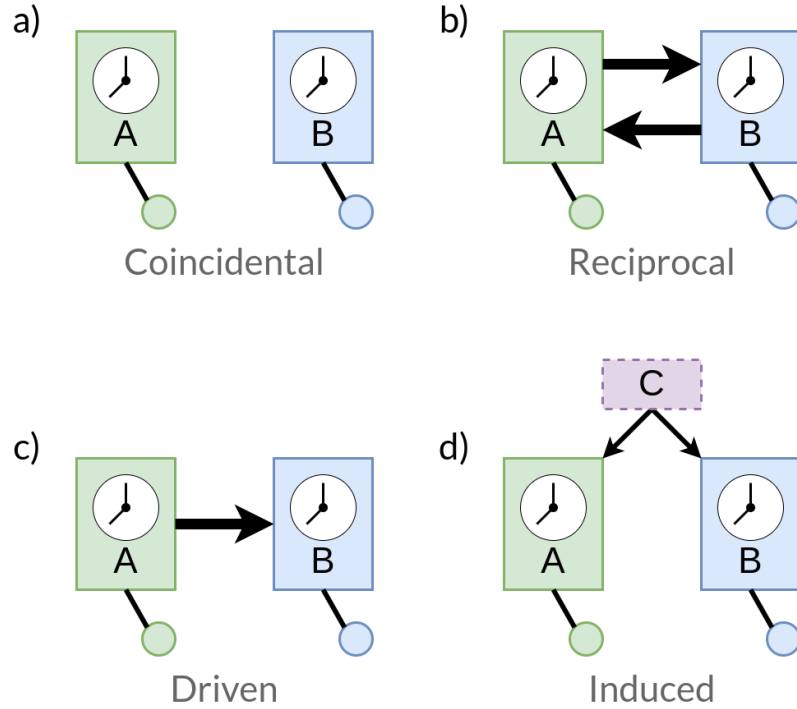 a)
A
B
Coincidental
b)
A
B
Reciprocal
c)
A
B
Driven
d)
C
A
B
Induced